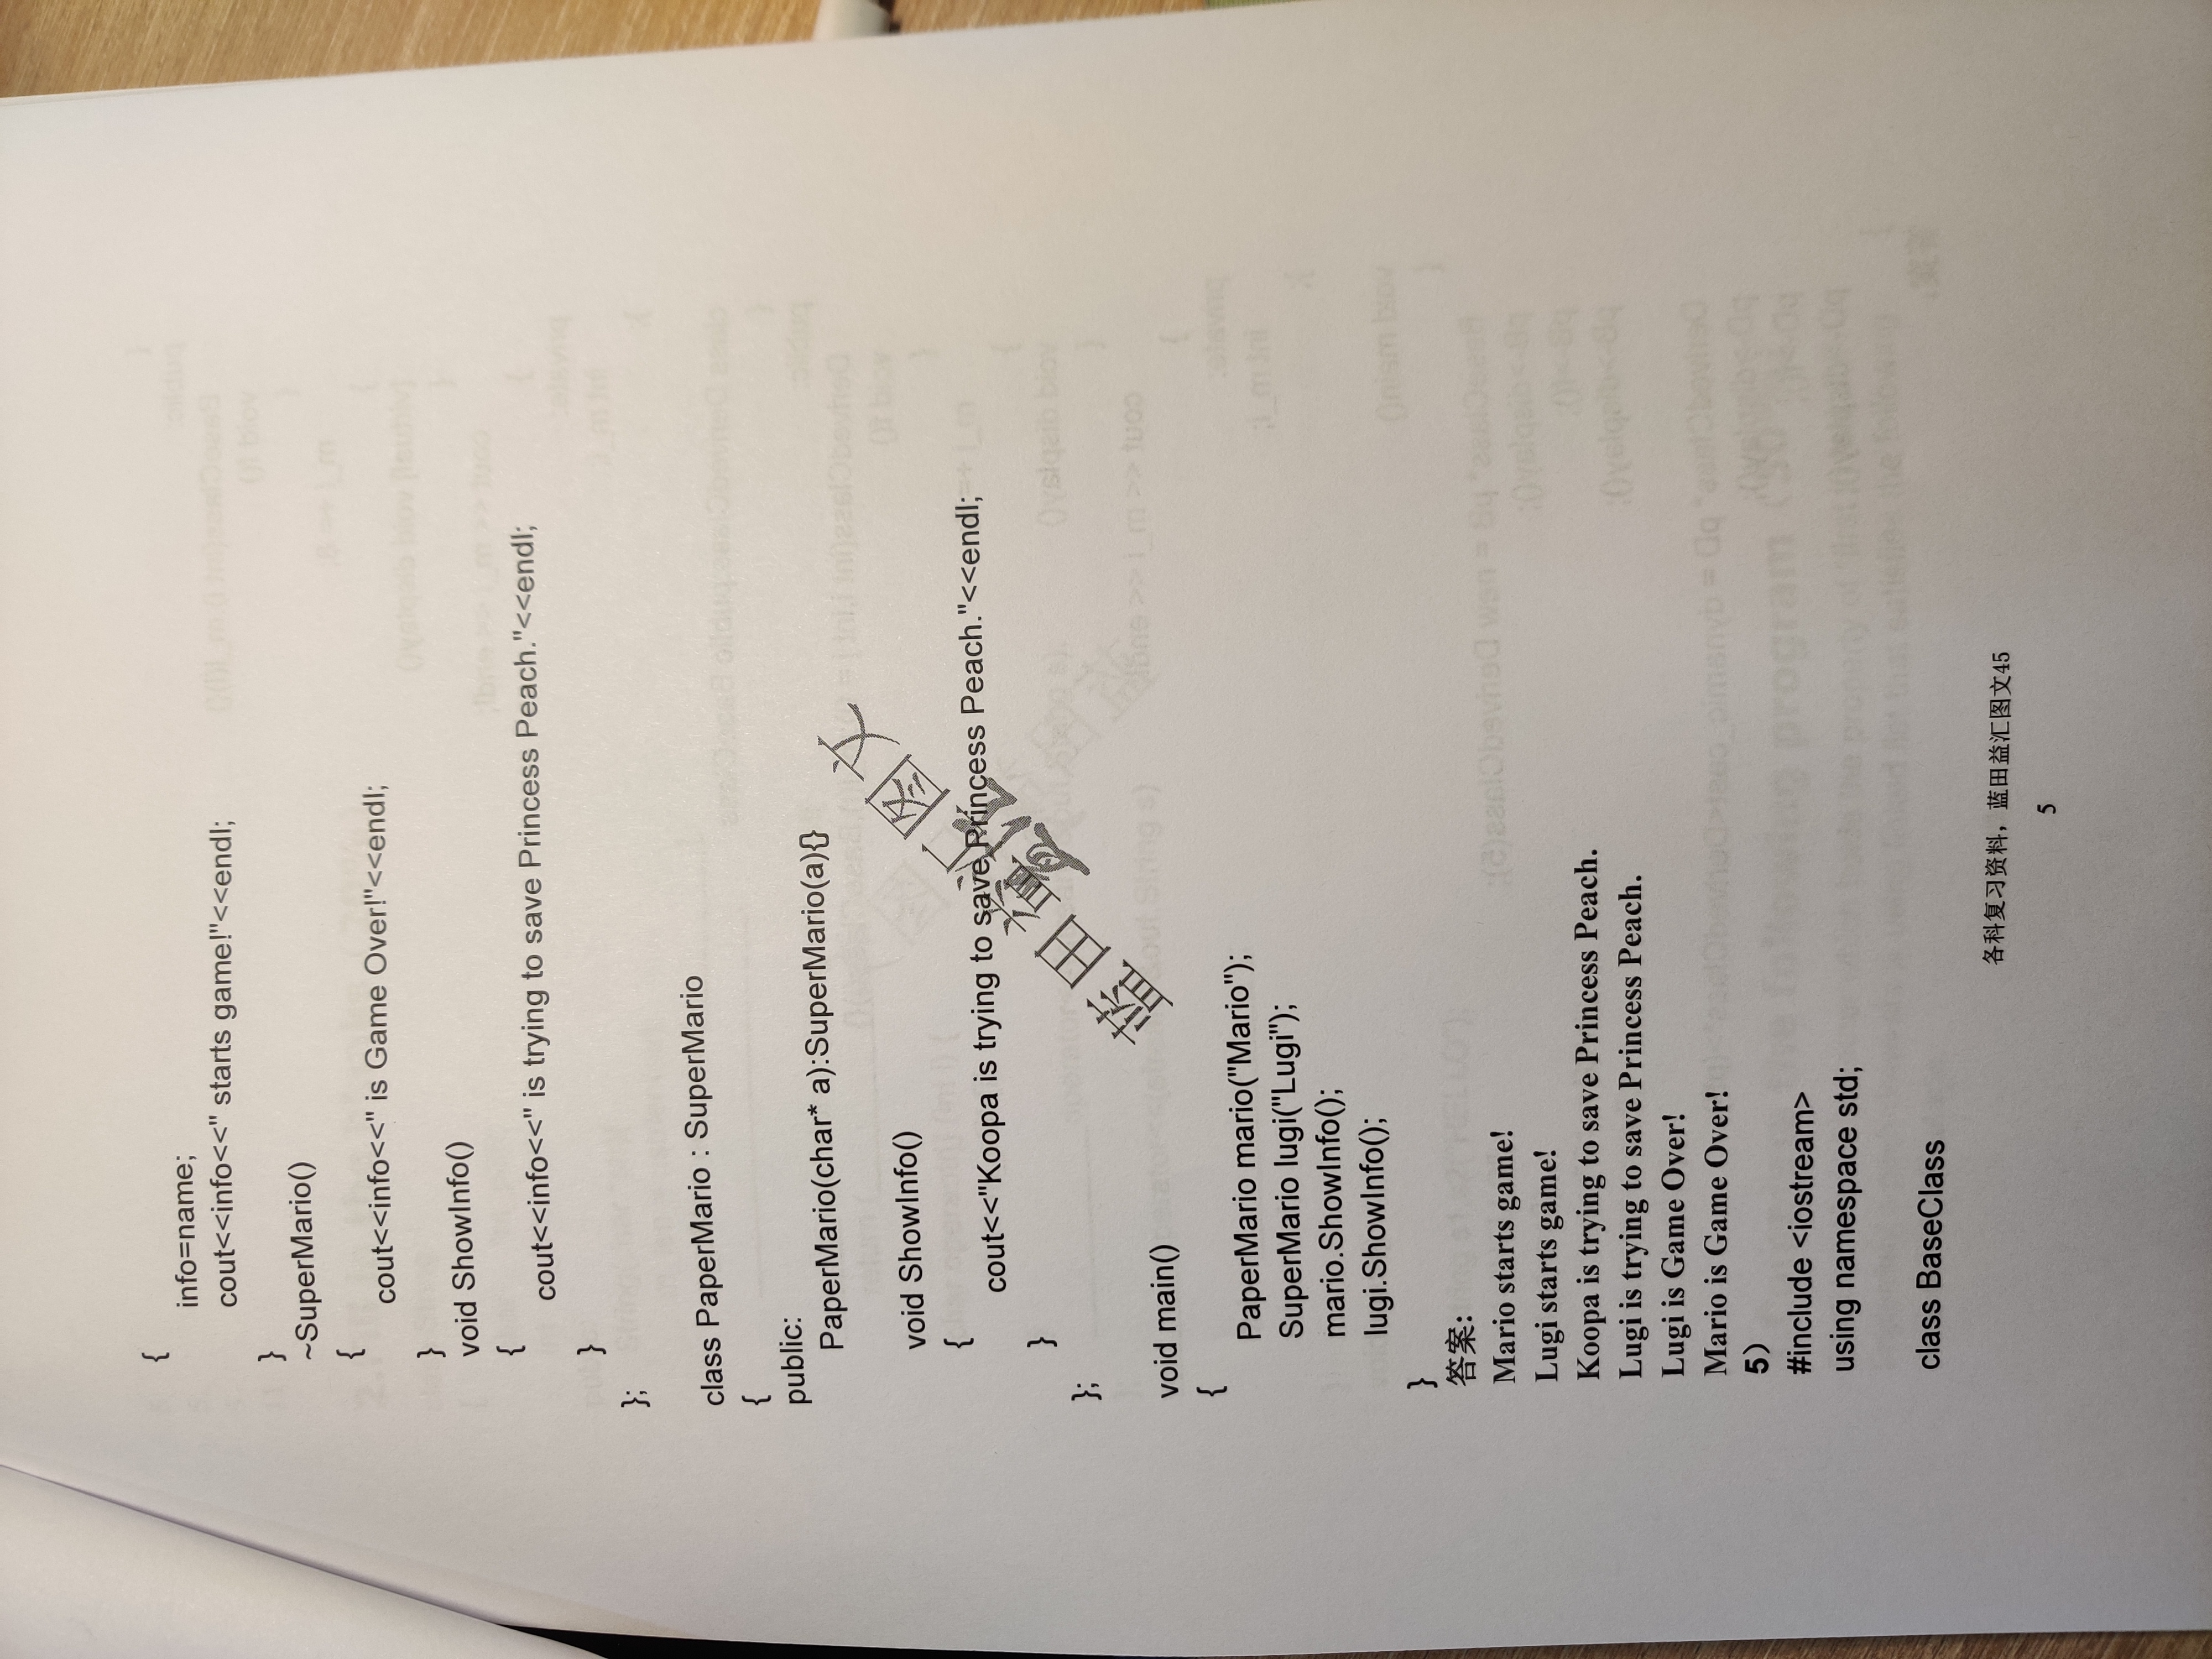 {
info=name;
cout<<info<<" starts game!"<<endl;
}
~SuperMario()
{
cout<<info<<" is Game Over!"<<endl;
}
void ShowInfo()
{
cout<<info<<" is trying to save Princess Peach."<<endl;
}
};
class PaperMario : SuperMario
{
public:
PaperMario(char* a):SuperMario(a){}
void ShowInfo()
{
cout<<"Koopa is trying to save Princess Peach."<<endl;
}
};
void main()
{
PaperMario mario("Mario");
SuperMario lugi("Lugi");
mario.ShowInfo();
lugi.ShowInfo();
}
答案:
Mario starts game!
Lugi starts game!
Koopa is trying to save Princess Peach.
Lugi is trying to save Princess Peach.
Lugi is Game Over!
Mario is Game Over!
5)
#include <iostream>
using namespace std;
class BaseClass
蓝田益汇图文
各科复习资料，蓝田益汇图文45
5